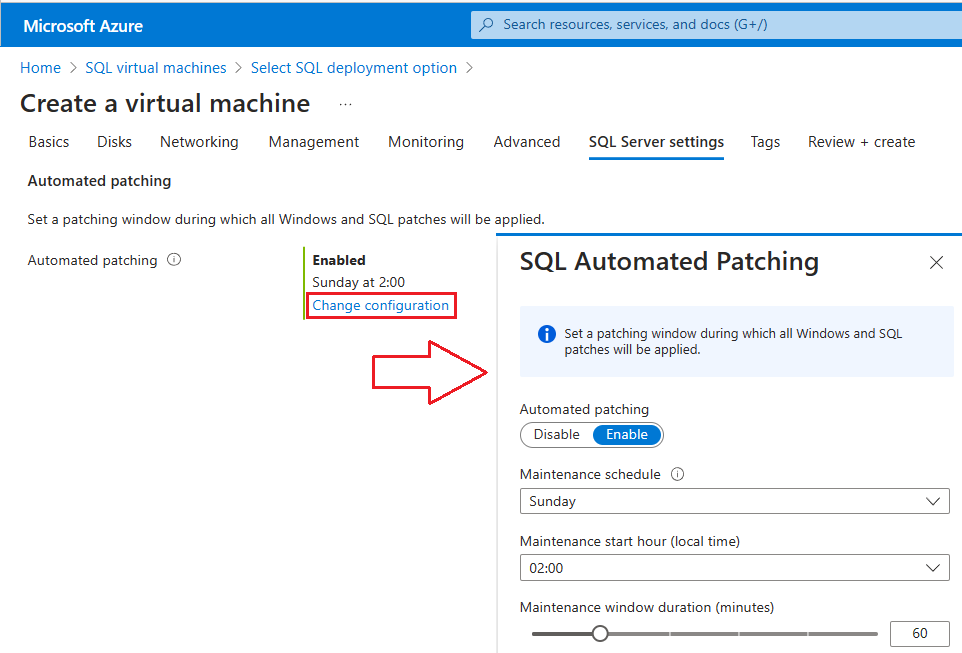 Microsoft Azure
Search resources, services, and docs (G+/)
Home > SQL virtual machines > Select SQL deployment option >
Create a virtual machine ...
Basics Disks Networking Management Monitoring Advanced SQL Server settings Tags Review + create
Automated patching
Set a patching window during which all Windows and SQL patches will be applied.
Automated patching
Enabled
Sunday at 2:00
Change configuration
SQL Automated Patching
Set a patching window during which all Windows and SQL
patches will be applied.
Automated patching
Disable Enable
Maintenance schedule
Sunday
Maintenance start hour (local time)
02:00
Maintenance window duration (minutes)
60